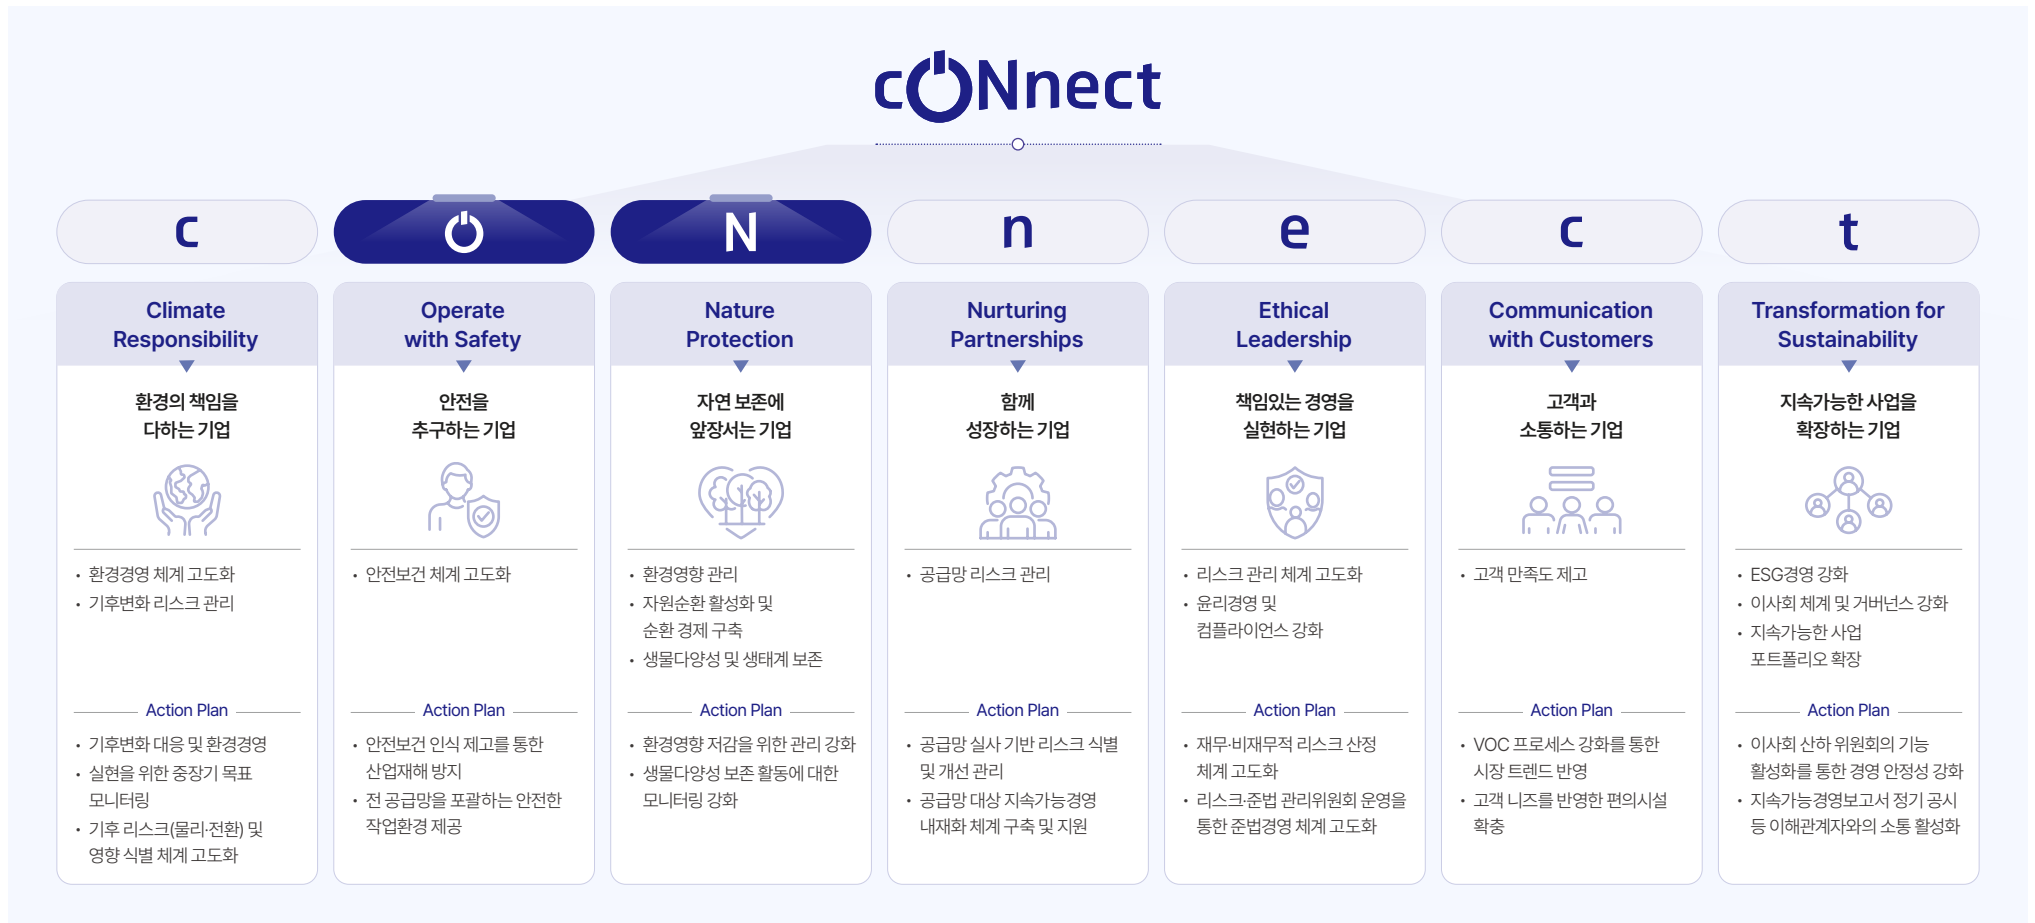 cONnect
c
O
N
n
e
c
t
Climate
Responsibility
환경의 책임을
다하는 기업
• 환경경영 체계 고도화
• 기후변화 리스크 관리
Action Plan
• 기후변화 대응 및 환경경영
• 실현을 위한 중장기 목표
모니터링
• 기후 리스크(물리·전환) 및
영향 식별 체계 고도화
Operate
with Safety
안전을
추구하는 기업
• 안전보건 체계 고도화
Action Plan
• 안전보건 인식 제고를 통한
산업재해 방지
• 전 공급망을 포괄하는 안전한
작업환경 제공
Nature
Protection
자연 보존에
앞장서는 기업
• 환경영향 관리
• 자원순환 활성화 및
순환 경제 구축
• 생물다양성 및 생태계 보존
Action Plan
• 환경영향 저감을 위한 관리 강화
• 생물다양성 보존 활동에 대한
모니터링 강화
Nurturing
Partnerships
함께
성장하는 기업
• 공급망 리스크 관리
Action Plan
• 공급망 실사 기반 리스크 식별
및 개선 관리
• 공급망 대상 지속가능경영
내재화 체계 구축 및 지원
Ethical
Leadership
책임있는 경영을
실현하는 기업
• 리스크 관리 체계 고도화
• 윤리경영 및
컴플라이언스 강화
Action Plan
• 재무·비재무적 리스크 산정
체계 고도화
• 리스크·준법 관리위원회 운영을
통한 준법경영 체계 고도화
Communication
with Customers
고객과
소통하는 기업
• 고객 만족도 제고
Action Plan
• VOC 프로세스 강화를 통한
시장 트렌드 반영
• 고객 니즈를 반영한 편의시설
확충
Transformation for
Sustainability
지속가능한 사업을
확장하는 기업
• ESG경영 강화
• 이사회 체계 및 거버넌스 강화
• 지속가능한 사업
포트폴리오 확장
Action Plan
• 이사회 산하 위원회의 기능
활성화를 통한 경영 안정성 강화
• 지속가능경영보고서 정기 공시
등 이해관계자와의 소통 활성화